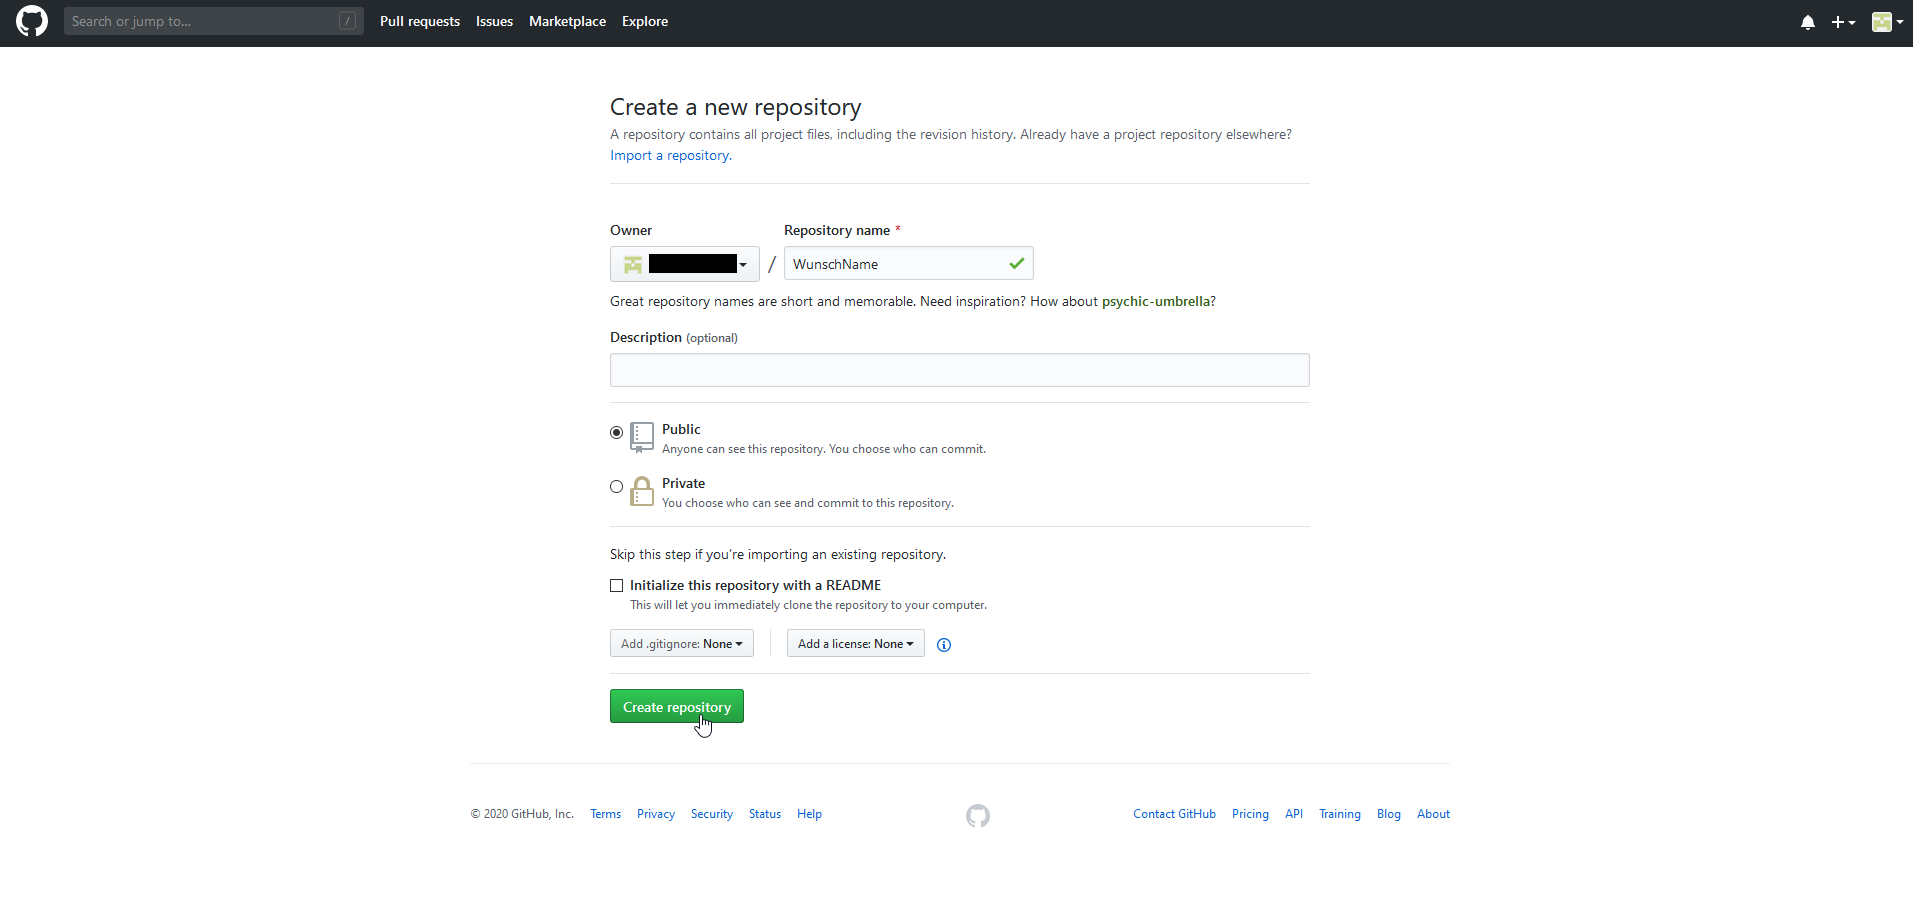 Search or jump to... /
Pull requests Issues Marketplace Explore
Create a new repository
A repository contains all project files, including the revision history. Already have a project repository elsewhere?
Import a repository.
Owner Repository name *
/ WunschName
Great repository names are short and memorable. Need inspiration? How about psychic-umbrella?
Description (optional)
Public
Anyone can see this repository. You choose who can commit.
Private
You choose who can see and commit to this repository.
Skip this step if you're importing an existing repository.
Initialize this repository with a README
This will let you immediately clone the repository to your computer.
Add .gitignore: None Add a license: None
Create repository
© 2020 GitHub, Inc. Terms Privacy Security Status Help Contact GitHub Pricing API Training Blog About